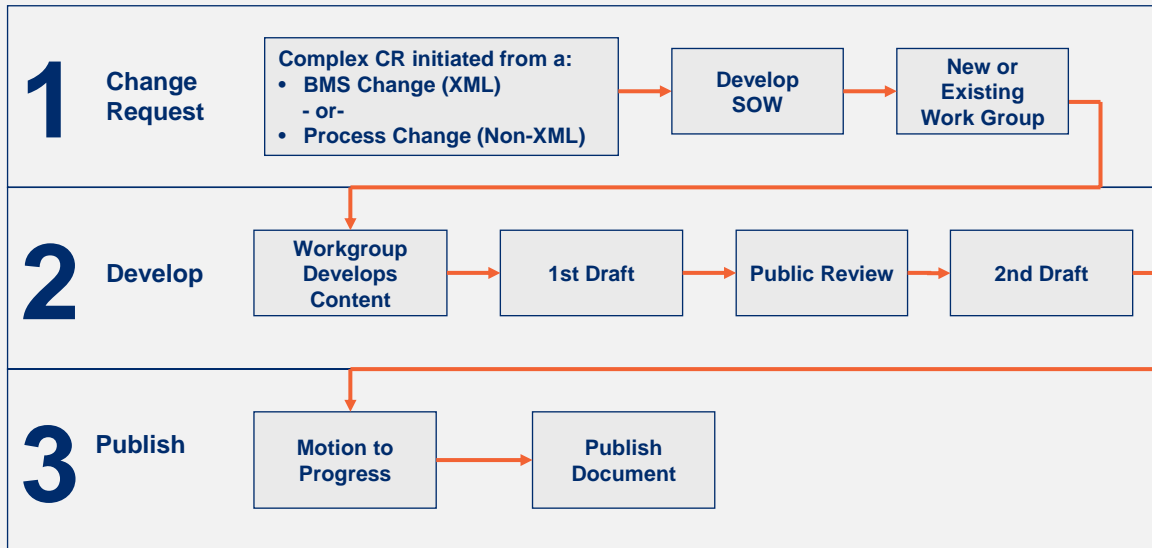 1
Change
Request
Complex CR initiated from a:
• BMS Change (XML)
- or-
• Process Change (Non-XML)
Develop
SOW
New or
Existing
Work Group
2
Develop
Workgroup
Develops
Content
1st Draft
Public Review
2nd Draft
3
Publish
Motion to
Progress
Publish
Document